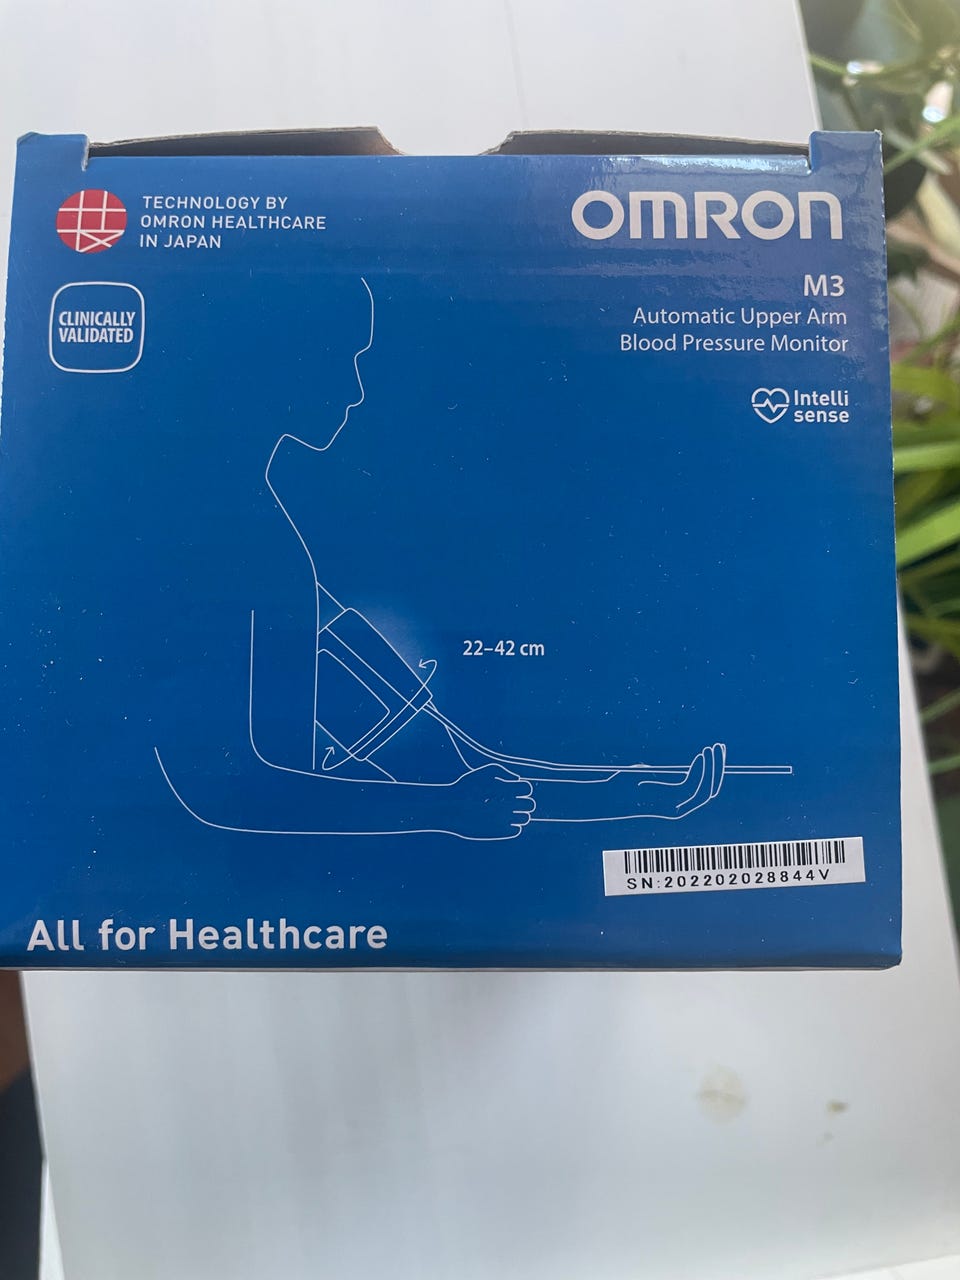 TECHNOLOGY BY
OMRON HEALTHCARE
IN JAPAN
OMRON
CLINICALLY
VALIDATED
M3
Automatic Upper Arm
Blood Pressure Monitor
Intelli
sense
22–42 cm
SN:202202028844V
All for Healthcare